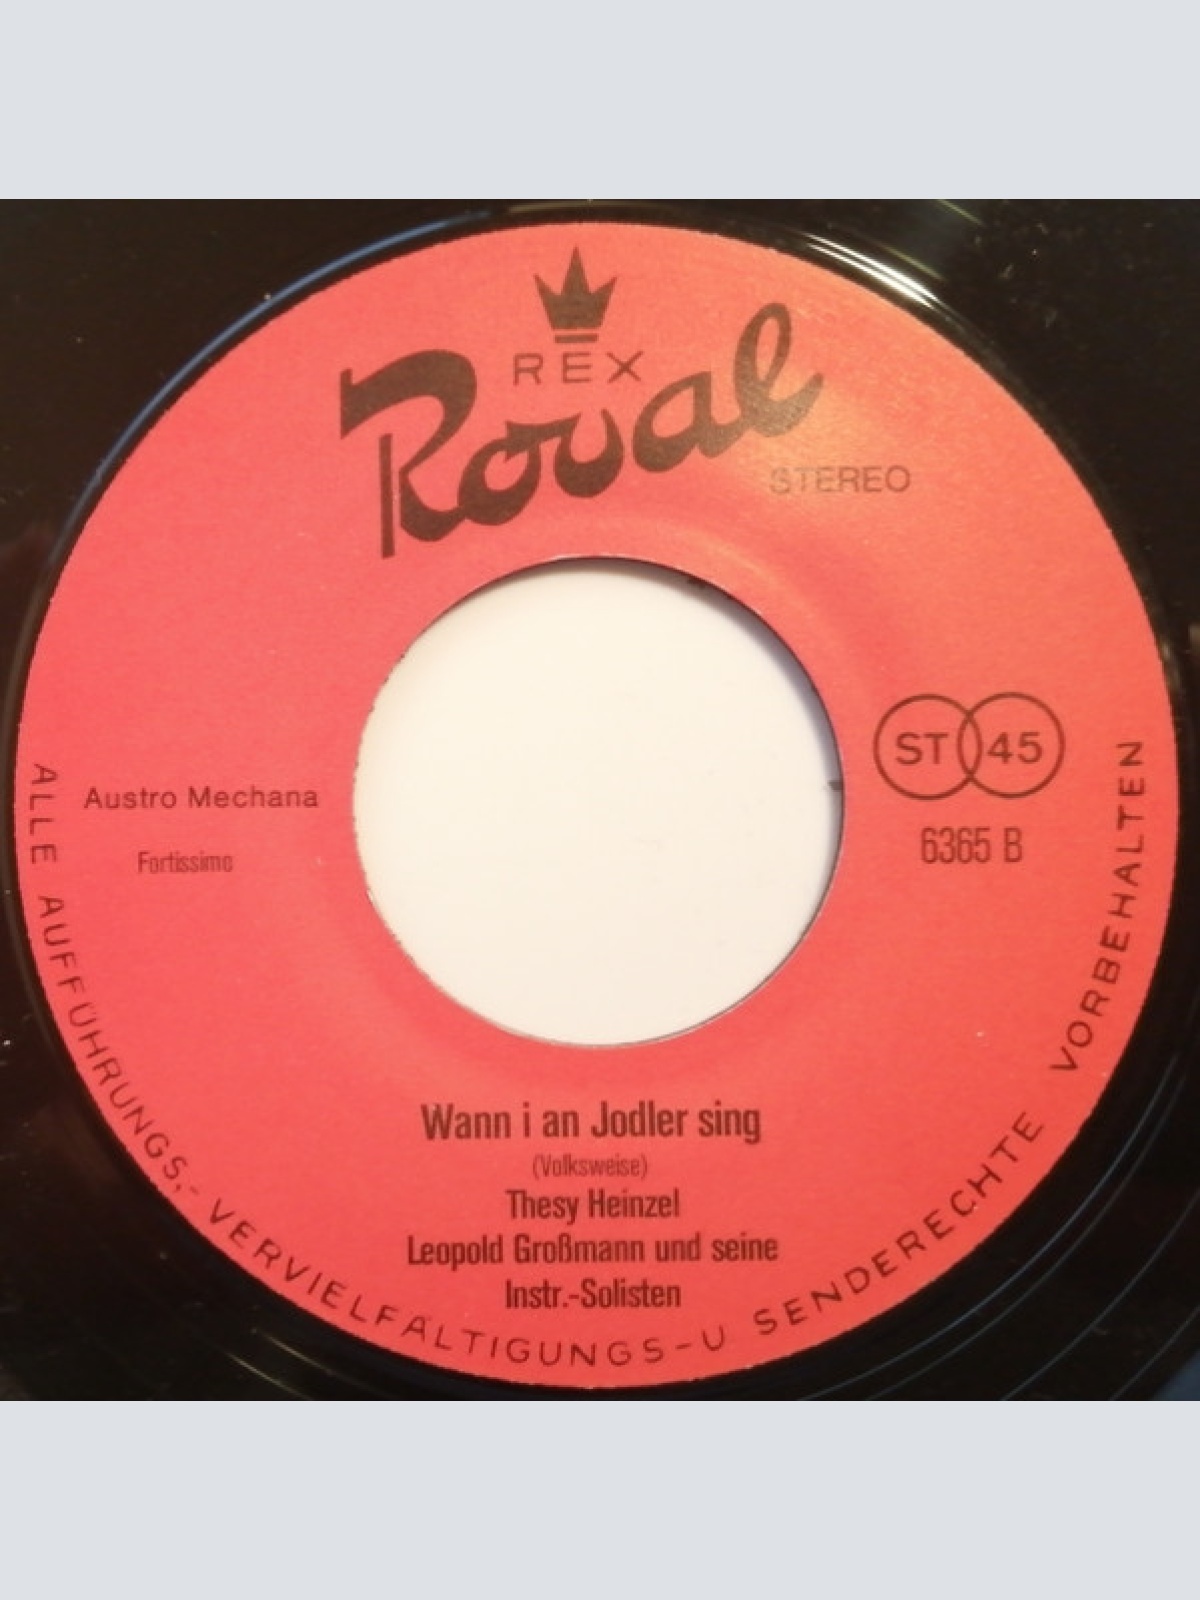 REX
Royal
STEREO
ST 45
Austro Mechana
6365 B
Fortissimo
Wann i an Jodler sing
(Volksweise)
Thesy Heinzel
Leopold Großmann und seine
Instr.-Solisten
ALLE AUFFÜHRUNGS,- VERVIELFÄLTIGUNGS-U SENDERECHTE VORBEHALTEN